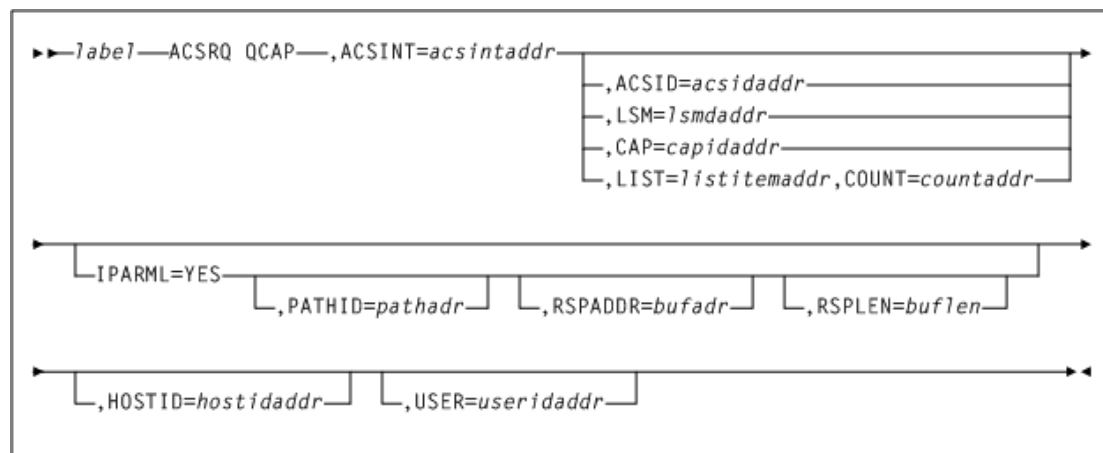 label ACSRQ QCAP ,ACSINT=acsintaddr
,ACSID=acsidaddr
,LSM=lsmdaddr
,CAP=capidaddr
,LIST=listitemaddr,COUNT=countaddr
IPARML=YES
,PATHID=pathadr ,RSPADDR=bufadr ,RSPLEN=buflen
,HOSTID=hostidaddr ,USER=useridaddr